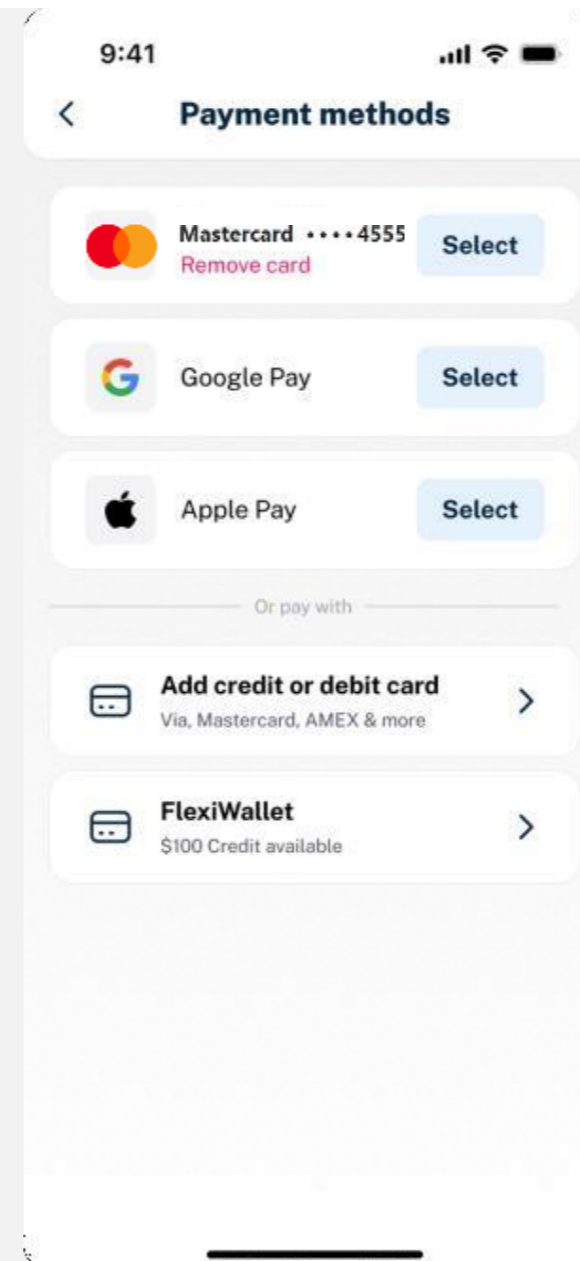 9:41
Payment methods
Mastercard ····4555
Remove card
Select
Google Pay
Select
Apple Pay
Select
Or pay with
Add credit or debit card
Via, Mastercard, AMEX & more
FlexiWallet
$100 Credit available